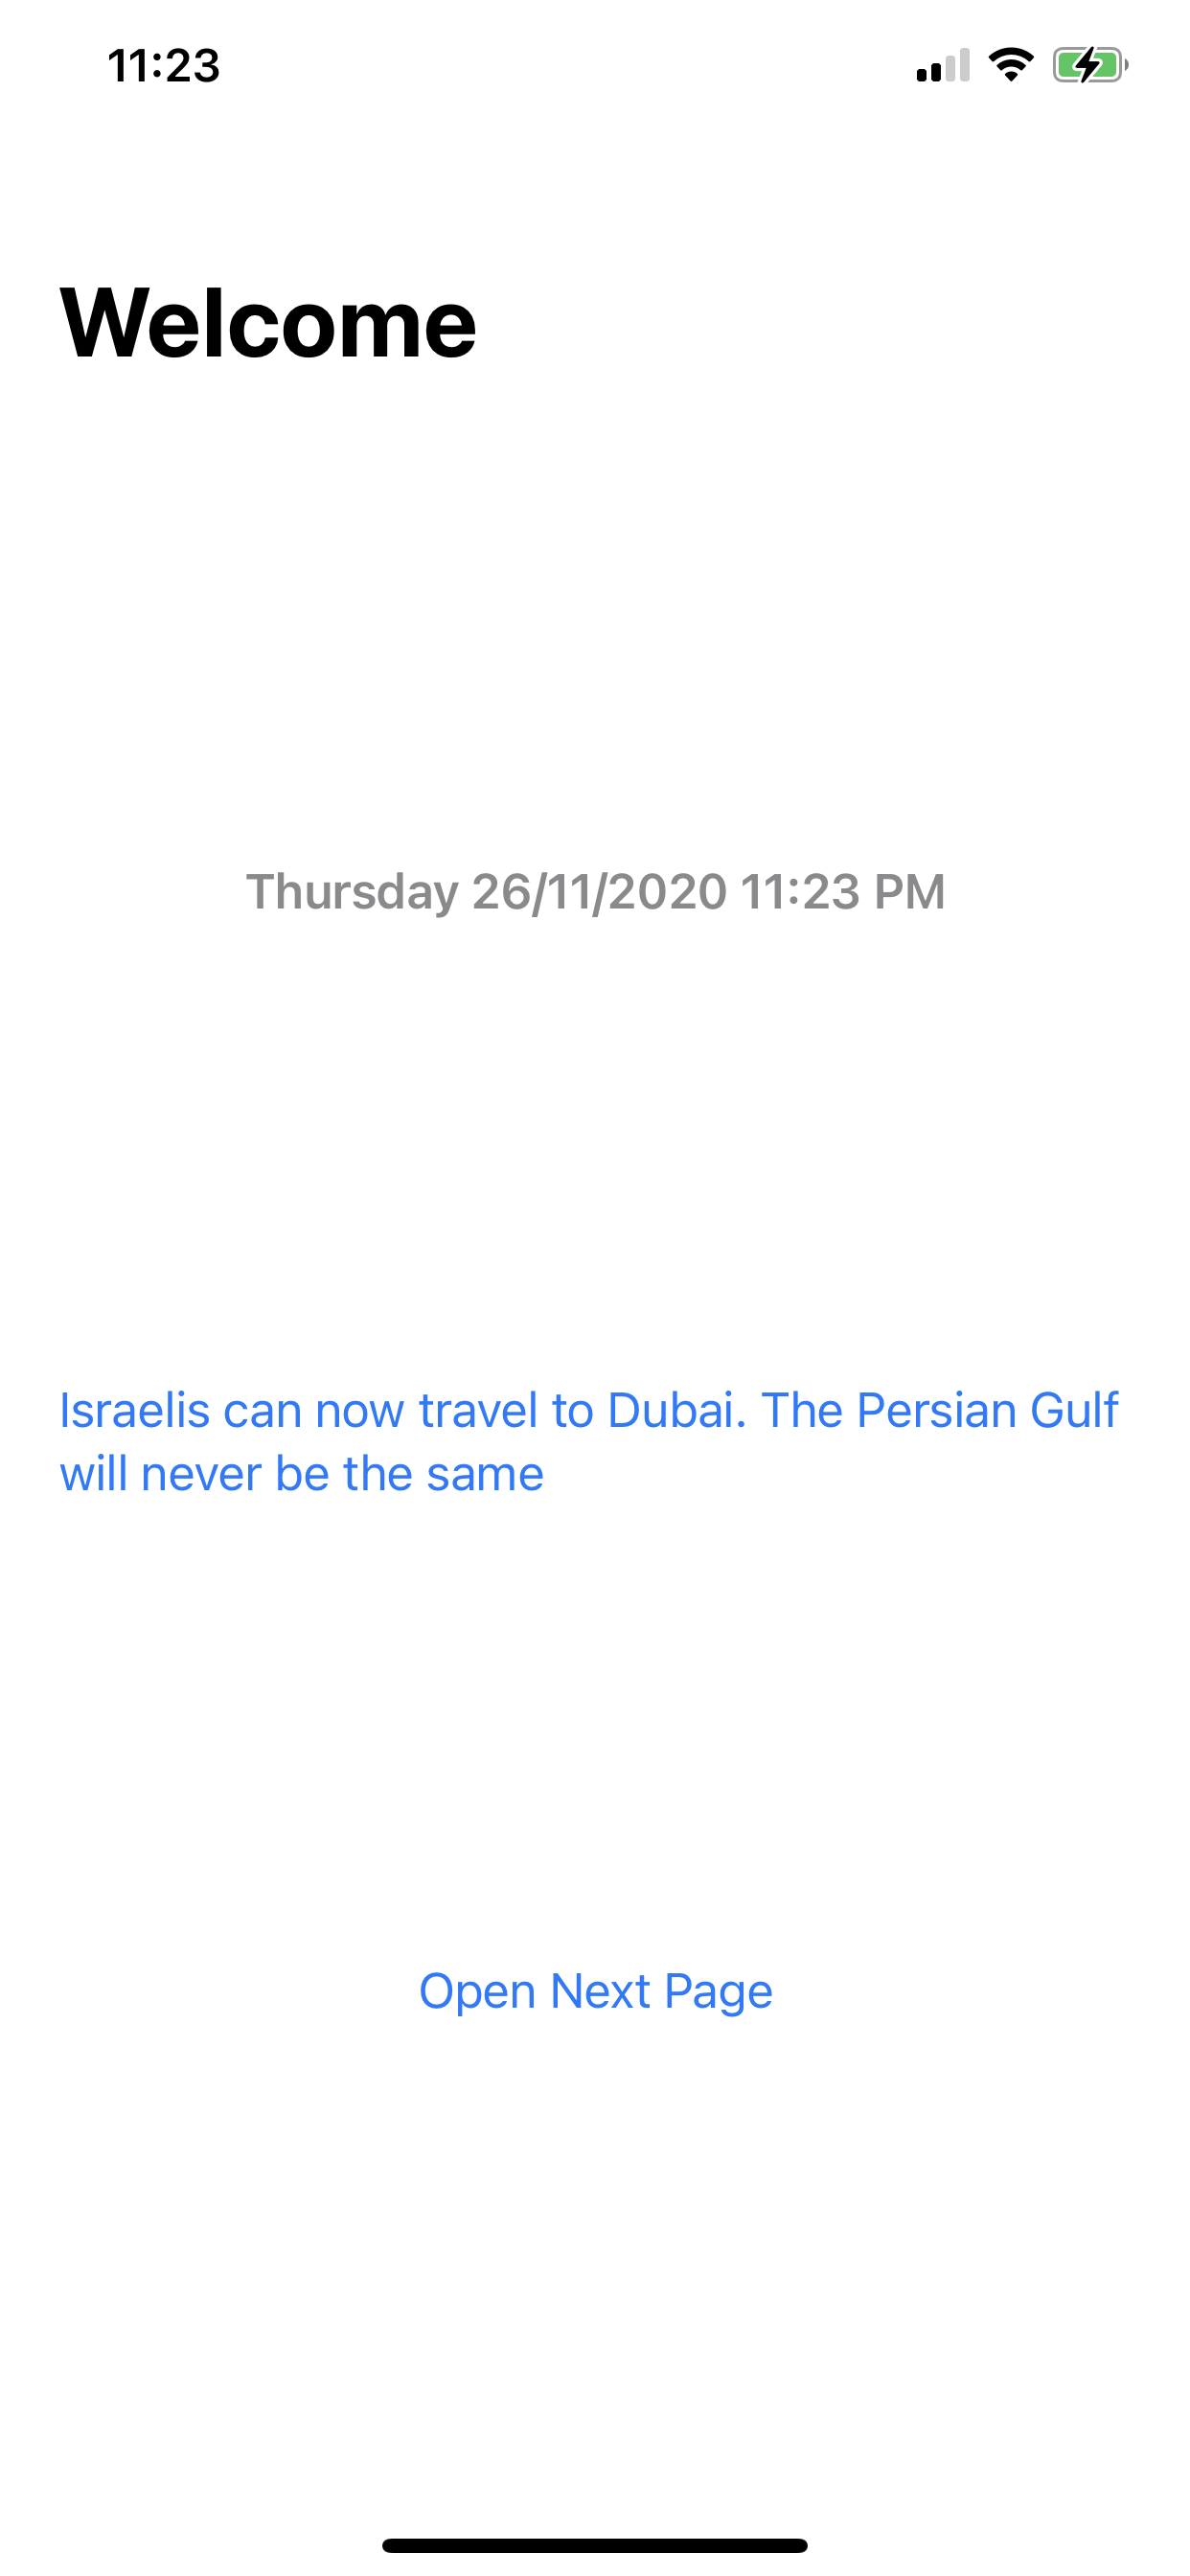 11:23
Welcome
Thursday 26/11/2020 11:23 PM
Israelis can now travel to Dubai. The Persian Gulf
will never be the same
Open Next Page